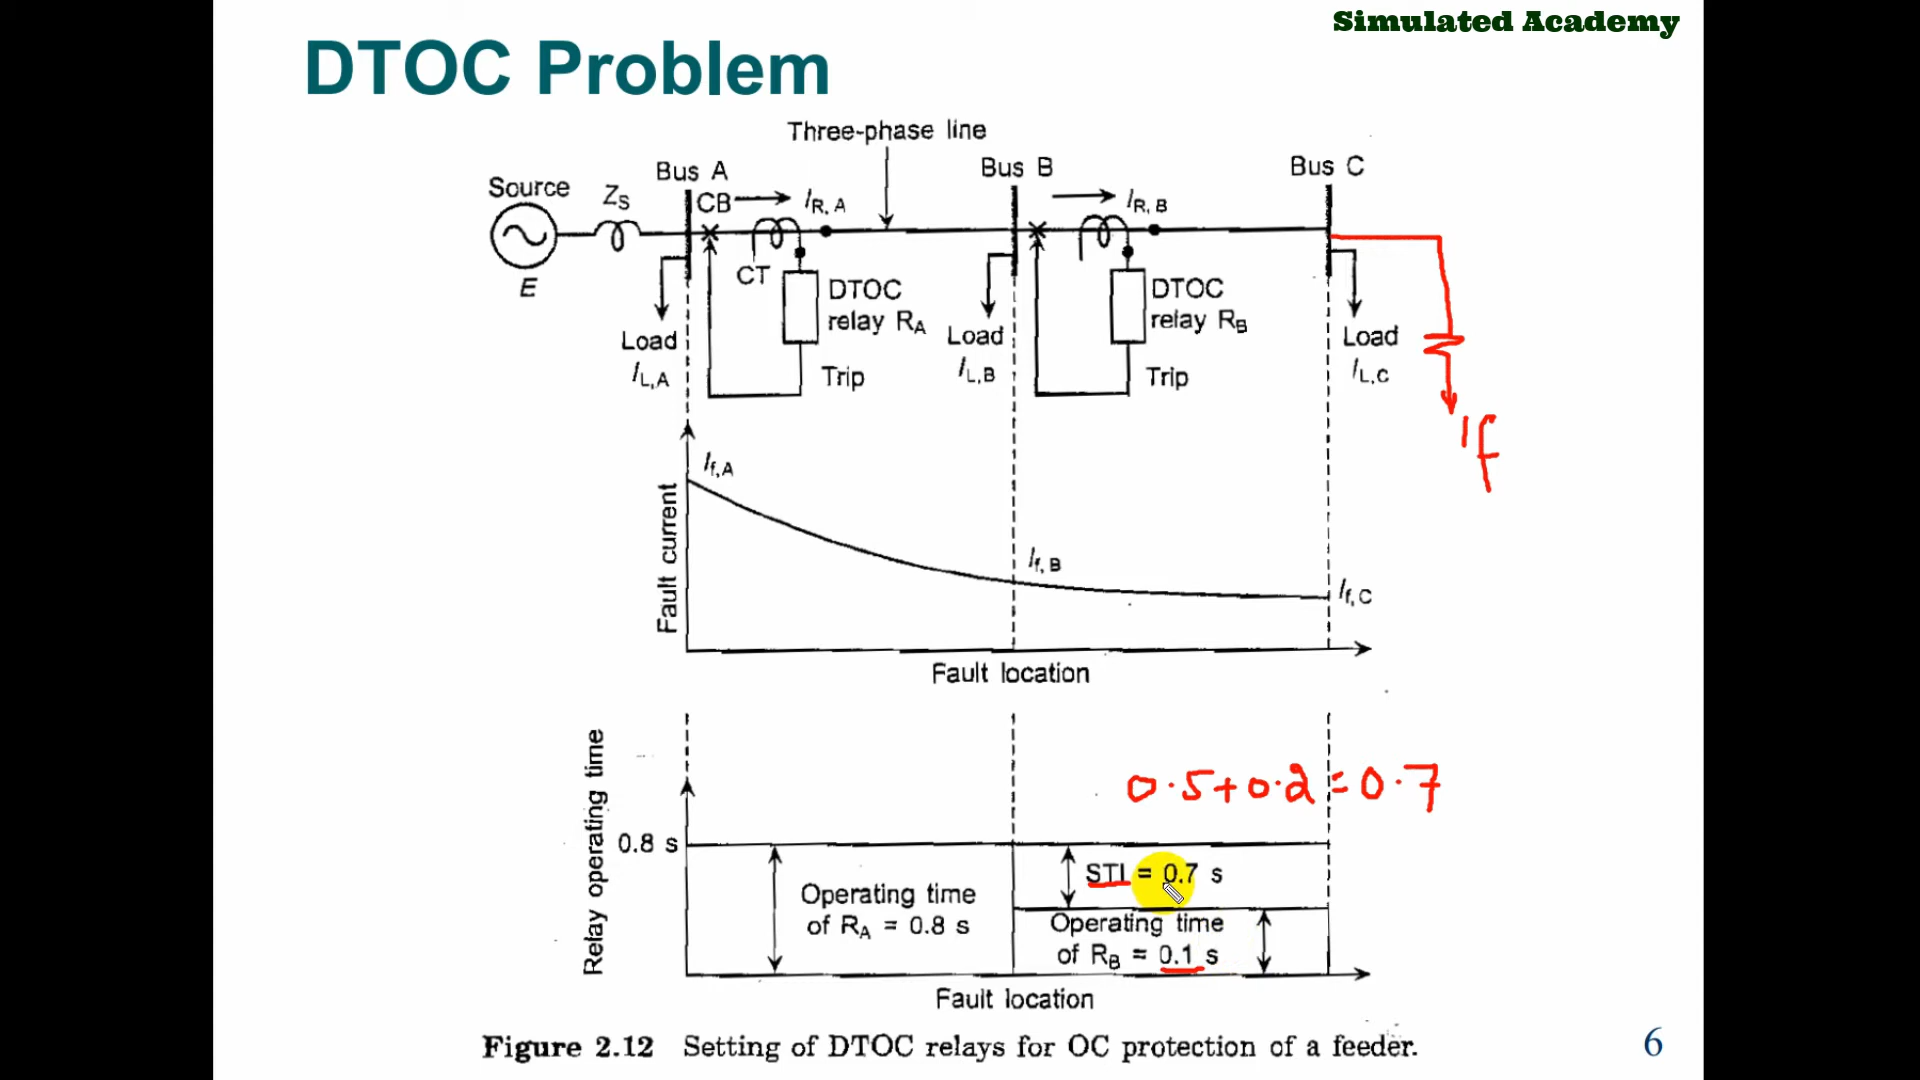 Simulated Academy
DTOC Problem
Three-phase line
Bus A
Bus B
Bus C
Source
ZS
CB
IR, A
IR, B
E
CT
DTOC
relay RA
DTOC
relay RB
Load
IL,A
Trip
Load
IL,B
Trip
Load
IL,C
If
If,A
If, B
If,C
Fault current
Fault location
Relay operating time
0.5+0.2=0.7
0.8 s
STI = 0.7 s
Operating time
of RA = 0.8 s
Operating time
of RB = 0.1 s
Fault location
Figure 2.12 Setting of DTOC relays for OC protection of a feeder.
6